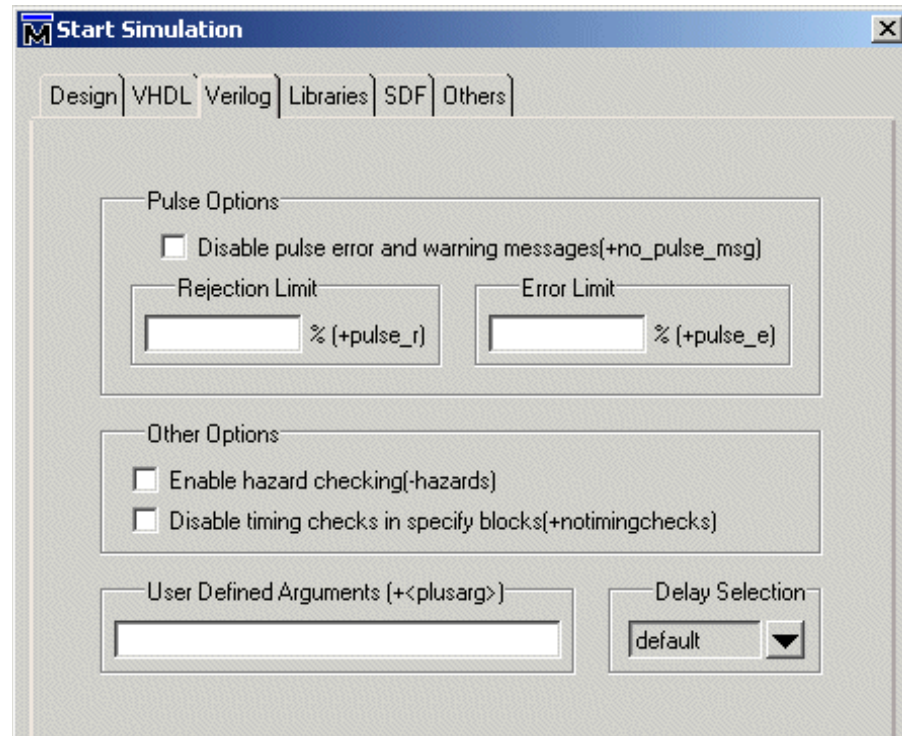 Start Simulation
Design VHDL Verilog Libraries SDF Others
Pulse Options
Disable pulse error and warning messages(+no_pulse_msg)
Rejection Limit Error Limit
% (+pulse_r) % (+pulse_e)
Other Options
Enable hazard checking(-hazards)
Disable timing checks in specify blocks(+notimingchecks)
User Defined Arguments (+<plusarg>) Delay Selection
default